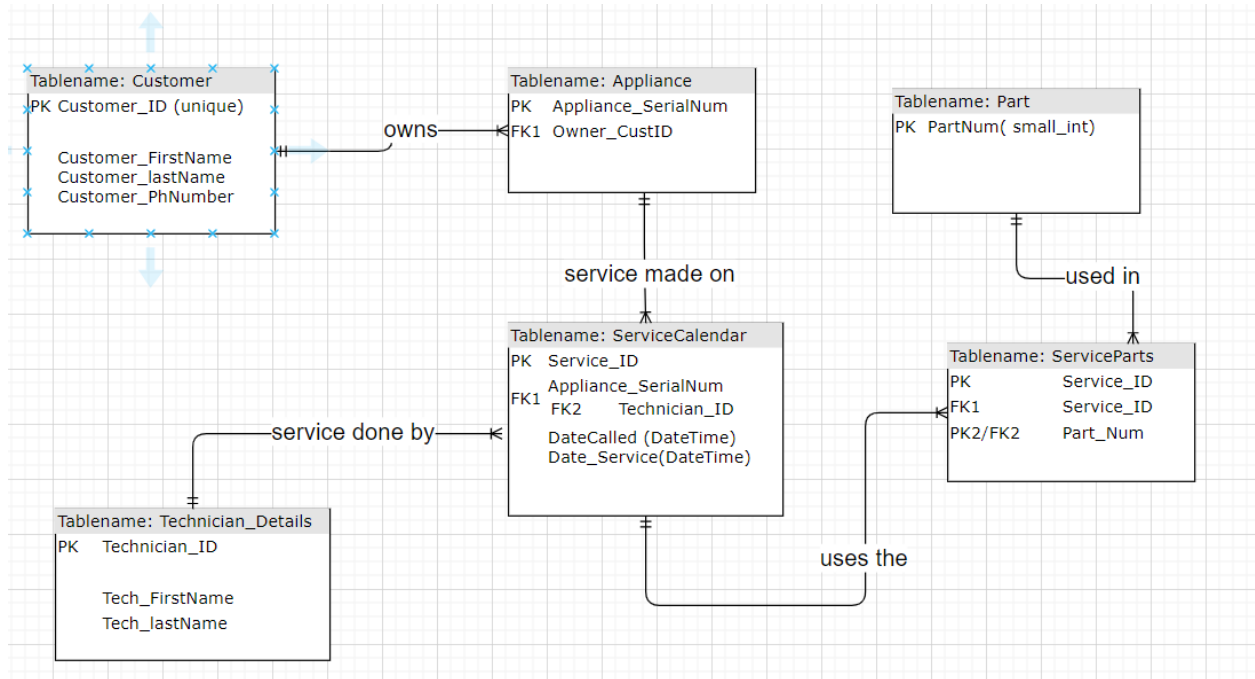 Tablename: Customer
PK Customer_ID (unique)
Customer_FirstName
Customer_lastName
Customer_PhNumber
owns
Tablename: Appliance
PK Appliance_SerialNum
FK1 Owner_CustID
Tablename: Part
PK PartNum( small_int)
service made on
used in
Tablename: ServiceCalendar
PK Service_ID
Appliance_SerialNum
FK1
FK2 Technician_ID
DateCalled (DateTime)
Date_Service(DateTime)
Tablename: ServiceParts
PK Service_ID
FK1 Service_ID
PK2/FK2 Part_Num
service done by
Tablename: Technician_Details
PK Technician_ID
Tech_FirstName
Tech_lastName
uses the